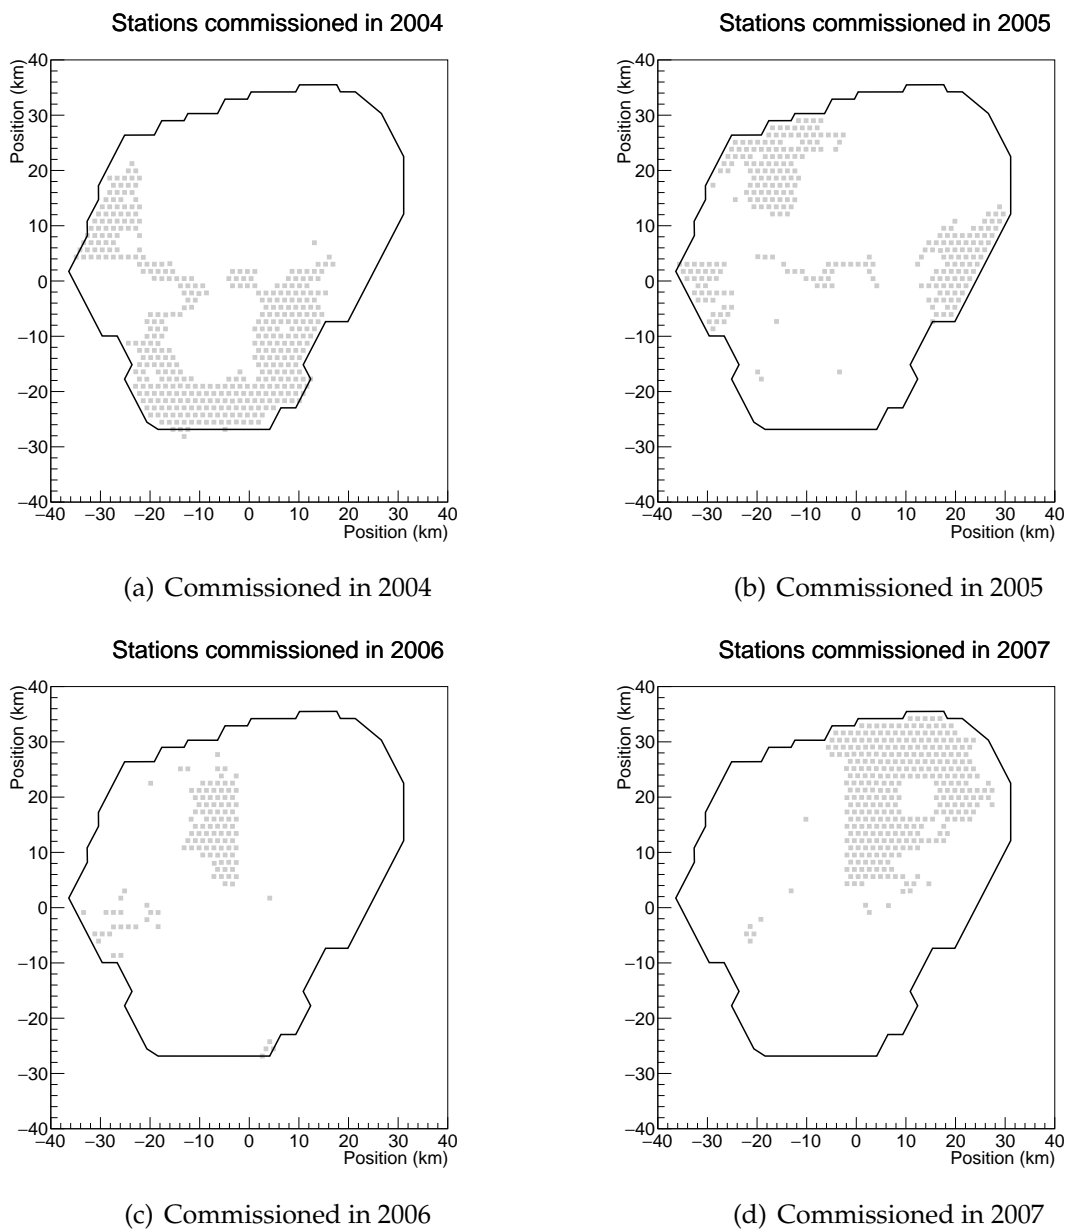 Stations commissioned in 2004
Position (km)
40
30
20
10
0
−10
−20
−30
−40
−40 −30 −20 −10 0 10 20 30 40
Position (km)
(a) Commissioned in 2004
Stations commissioned in 2005
Position (km)
40
30
20
10
0
−10
−20
−30
−40
−40 −30 −20 −10 0 10 20 30 40
Position (km)
(b) Commissioned in 2005
Stations commissioned in 2006
Position (km)
40
30
20
10
0
−10
−20
−30
−40
−40 −30 −20 −10 0 10 20 30 40
Position (km)
(c) Commissioned in 2006
Stations commissioned in 2007
Position (km)
40
30
20
10
0
−10
−20
−30
−40
−40 −30 −20 −10 0 10 20 30 40
Position (km)
(d) Commissioned in 2007